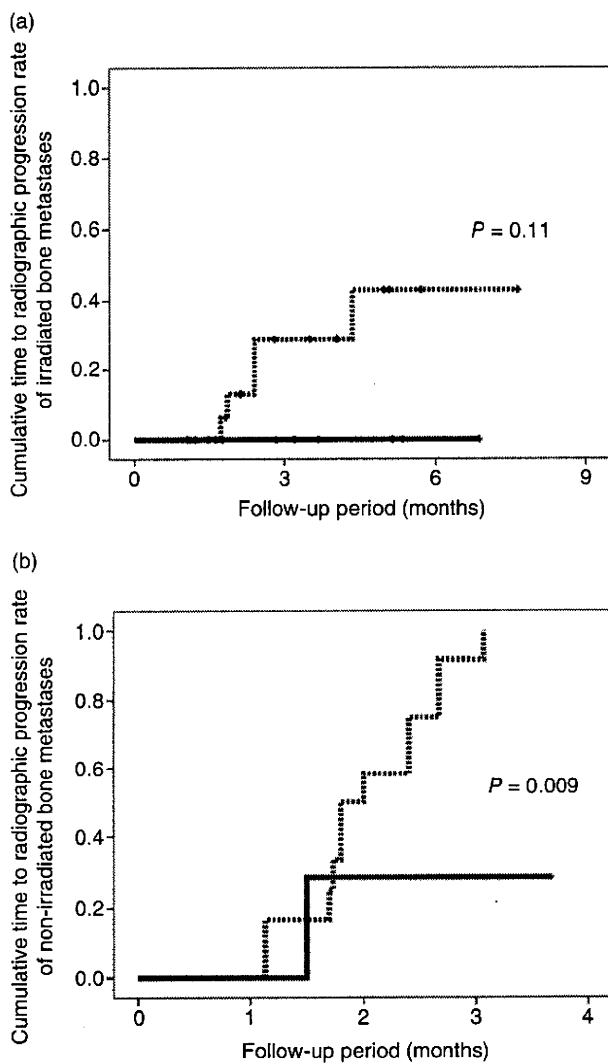 (a)
Cumulative time to radiographic progression rate
of irradiated bone metastases
1.0
0.8
0.6
0.4
0.2
0.0
P = 0.11
0 3 6 9
Follow-up period (months)
(b)
Cumulative time to radiographic progression rate
of non-irradiated bone metastases
1.0
0.8
0.6
0.4
0.2
0.0
P = 0.009
0 1 2 3 4
Follow-up period (months)